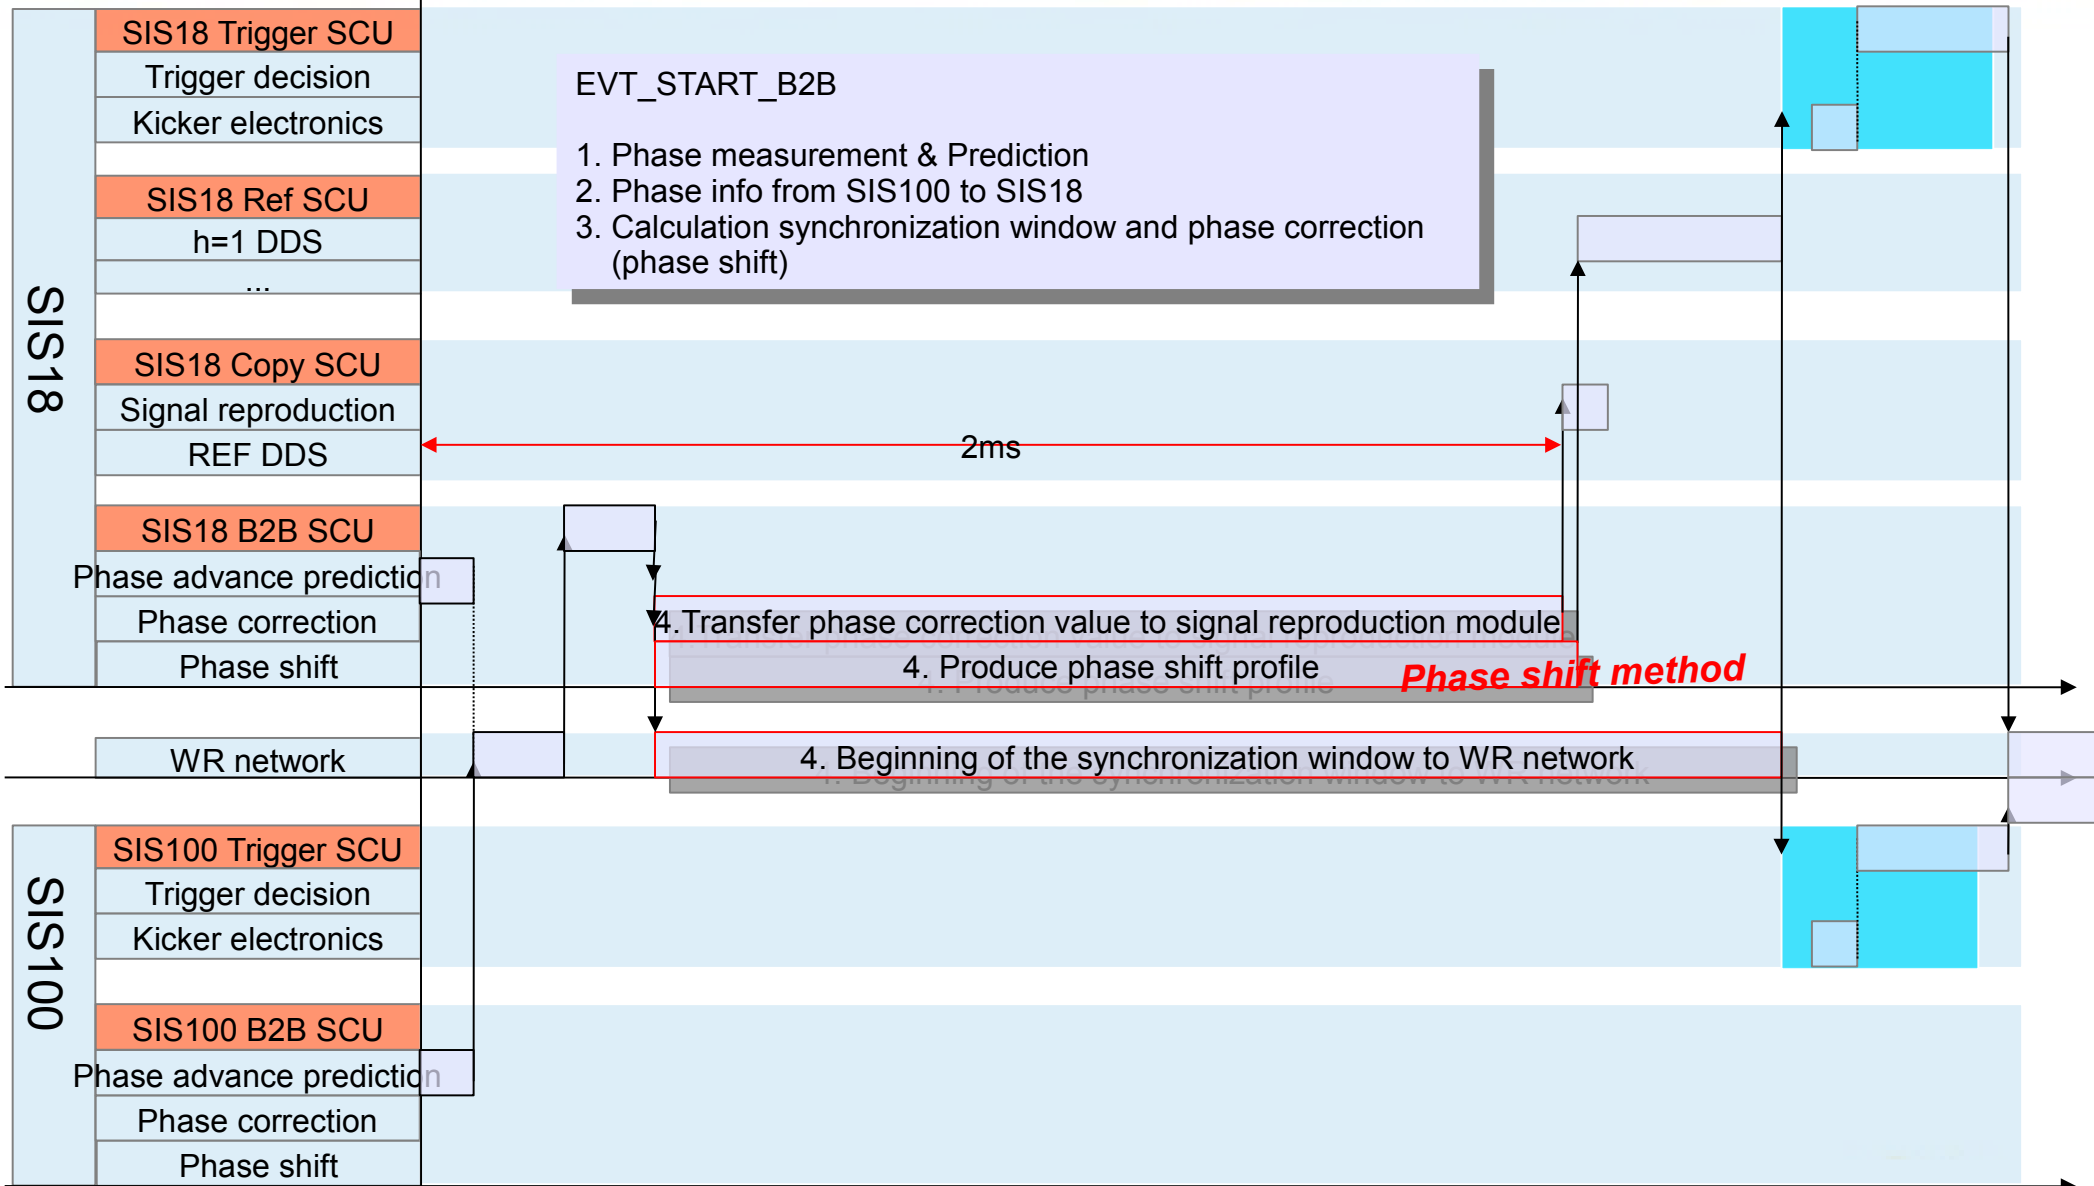 SIS18
SIS18 Trigger SCU
Trigger decision
Kicker electronics
SIS18 Ref SCU
h=1 DDS
...
SIS18 Copy SCU
Signal reproduction
REF DDS
SIS18 B2B SCU
Phase advance prediction
Phase correction
Phase shift
EVT_START_B2B
1. Phase measurement & Prediction
2. Phase info from SIS100 to SIS18
3. Calculation synchronization window and phase correction
(phase shift)
2ms
4.Transfer phase correction value to signal reproduction module
4. Produce phase shift profile
Phase shift method
WR network
4. Beginning of the synchronization window to WR network
SIS100
SIS100 Trigger SCU
Trigger decision
Kicker electronics
SIS100 B2B SCU
Phase advance prediction
Phase correction
Phase shift